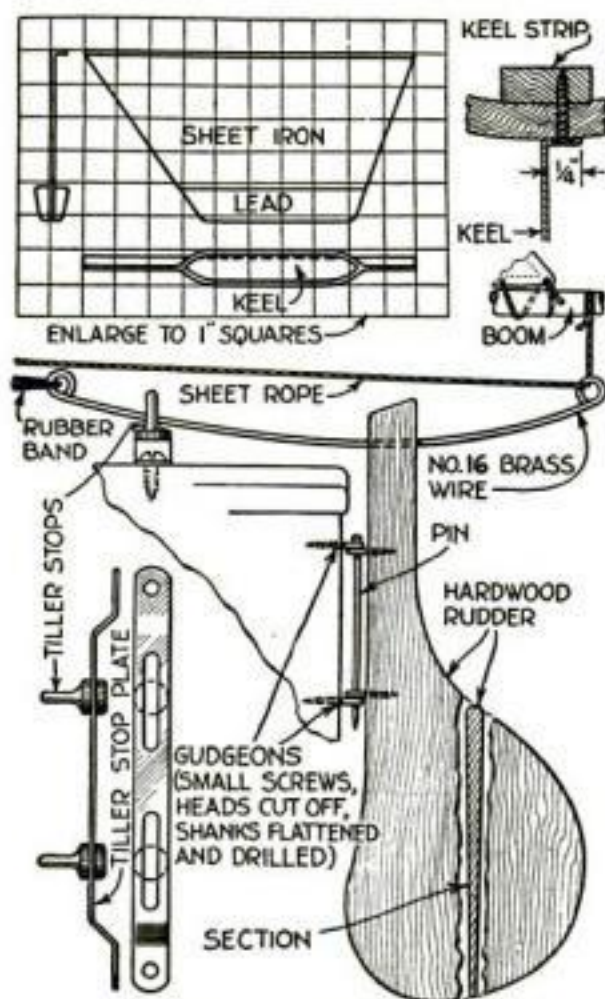 KEEL STRIP
SHEET IRON
LEAD
1/4"
KEEL
KEEL
ENLARGE TO 1" SQUARES
BOOM
SHEET ROPE
RUBBER
BAND
NO.16 BRASS
WIRE
TILLER STOPS
PIN
HARDWOOD
RUDDER
TILLER STOP PLATE
GUDGEONS
(SMALL SCREWS,
HEADS CUT OFF,
SHANKS FLATTENED
AND DRILLED)
SECTION